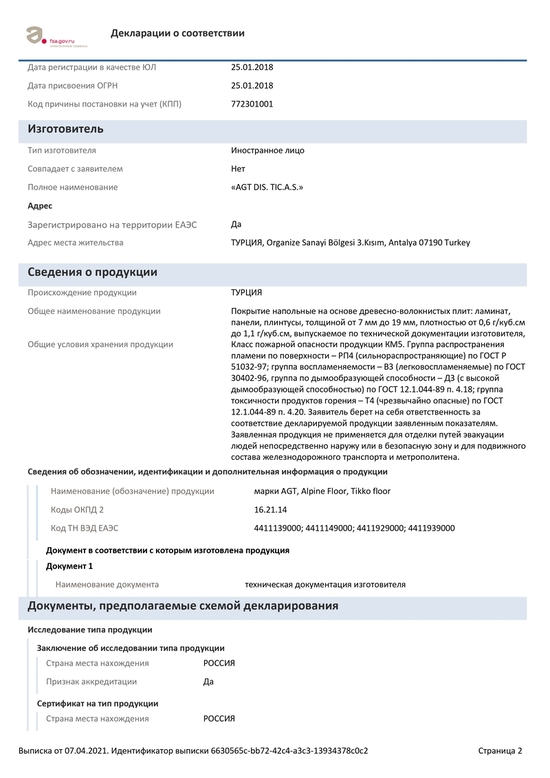 Декларации о соответствии
fsa.gov.ru
Дата регистрации в качестве ЮЛ 25.01.2018
Дата присвоения ОГРН 25.01.2018
Код причины постановки на учет (КПП) 772301001
Изготовитель
Тип изготовителя Иностранное лицо
Совпадает с заявителем Нет
Полное наименование «AGT DIS. TIC.A.S.»
Адрес
Зарегистрировано на территории ЕАЭС Да
Адрес места жительства ТУРЦИЯ, Organize Sanayi Bölgesi 3.Kısım, Antalya 07190 Turkey
Сведения о продукции
Происхождение продукции ТУРЦИЯ
Общее наименование продукции Покрытие напольные на основе древесно-волокнистых плит: ламинат,
панели, плинтусы, толщиной от 7 мм до 19 мм, плотностью от 0,6 г/куб.см
до 1,1 г/куб.см, выпускаемое по технической документации изготовителя,
Общие условия хранения продукции Класс пожарной опасности продукции КМ5. Группа распространения
пламени по поверхности – РП4 (сильнораспространяющие) по ГОСТ Р
51032-97; группа воспламеняемости – В3 (легковоспламеняемые) по ГОСТ
30402-96, группа по дымообразующей способности – Д3 (с высокой
дымообразующей способностью) по ГОСТ 12.1.044-89 п. 4.18; группа
токсичности продуктов горения – Т4 (чрезвычайно опасные) по ГОСТ
12.1.044-89 п. 4.20. Заявитель берет на себя ответственность за
соответствие декларируемой продукции заявленным показателям.
Заявленная продукция не применяется для отделки путей эвакуации
людей непосредственно наружу или в безопасную зону и для подвижного
состава железнодорожного транспорта и метрополитена.
Сведения об обозначении, идентификации и дополнительная информация о продукции
Наименование (обозначение) продукции марки AGT, Alpine Floor, Tikko floor
Коды ОКПД 2 16.21.14
Код ТН ВЭД ЕАЭС 4411139000; 4411149000; 4411929000; 4411939000
Документ в соответствии с которым изготовлена продукция
Документ 1
Наименование документа техническая документация изготовителя
Документы, предполагаемые схемой декларирования
Исследование типа продукции
Заключение об исследовании типа продукции
Страна места нахождения РОССИЯ
Признак аккредитации Да
Сертификат на тип продукции
Страна места нахождения РОССИЯ
Выписка от 07.04.2021. Идентификатор выписки 6630565c-bb72-42c4-a3c3-13934378c0c2 Страница 2